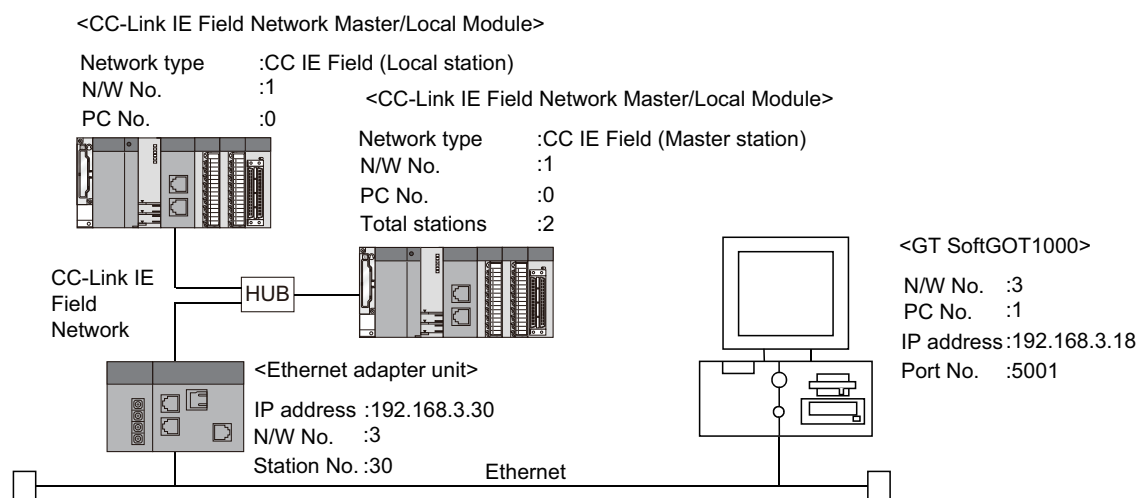 <CC-Link IE Field Network Master/Local Module>
Network type :CC IE Field (Local station)
N/W No. :1
PC No. :0
<CC-Link IE Field Network Master/Local Module>
Network type :CC IE Field (Master station)
N/W No. :1
PC No. :0
Total stations :2
<GT SoftGOT1000>
N/W No. :3
PC No. :1
IP address :192.168.3.18
Port No. :5001
CC-Link IE
Field
Network
HUB
<Ethernet adapter unit>
IP address :192.168.3.30
N/W No. :3
Station No. :30
Ethernet